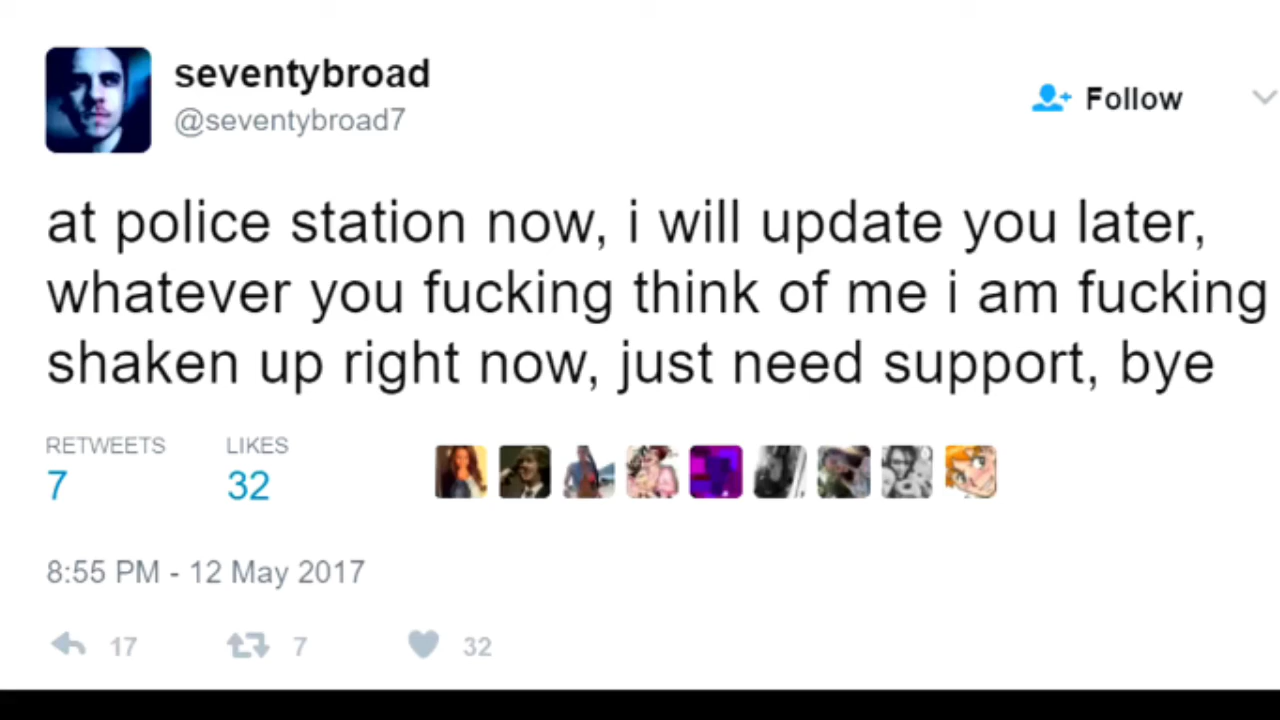 seventybroad
@seventybroad7
Follow
at police station now, i will update you later,
whatever you fucking think of me i am fucking
shaken up right now, just need support, bye
RETWEETS LIKES
7 32
8:55 PM - 12 May 2017
17 7 32